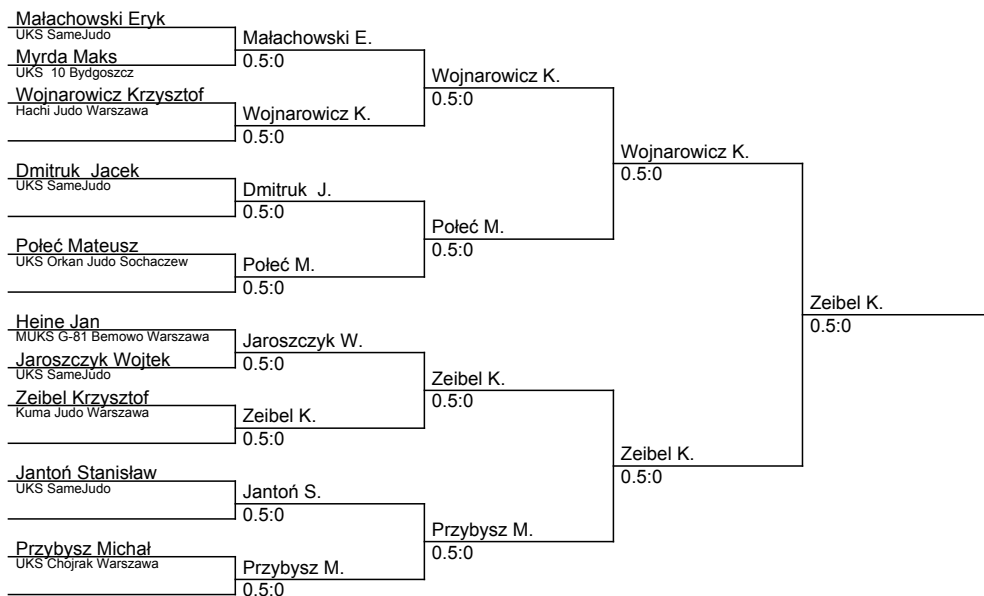 Małachowski Eryk
UKS SameJudo
Myrda Maks
UKS  10 Bydgoszcz
Wojnarowicz Krzysztof
Hachi Judo Warszawa
Dmitruk  Jacek
UKS SameJudo
Połeć Mateusz
UKS Orkan Judo Sochaczew
Heine Jan
MUKS G-81 Bemowo Warszawa
Jaroszczyk Wojtek
UKS SameJudo
Zeibel Krzysztof
Kuma Judo Warszawa
Jantoń Stanisław
UKS SameJudo
Przybysz Michał
UKS Chojrak Warszawa
Małachowski E.
0.5:0
Wojnarowicz K.
0.5:0
Dmitruk  J.
0.5:0
Połeć M.
0.5:0
Jaroszczyk W.
0.5:0
Zeibel K.
0.5:0
Jantoń S.
0.5:0
Przybysz M.
0.5:0
Wojnarowicz K.
0.5:0
Połeć M.
0.5:0
Zeibel K.
0.5:0
Przybysz M.
0.5:0
Wojnarowicz K.
0.5:0
Zeibel K.
0.5:0
Zeibel K.
0.5:0